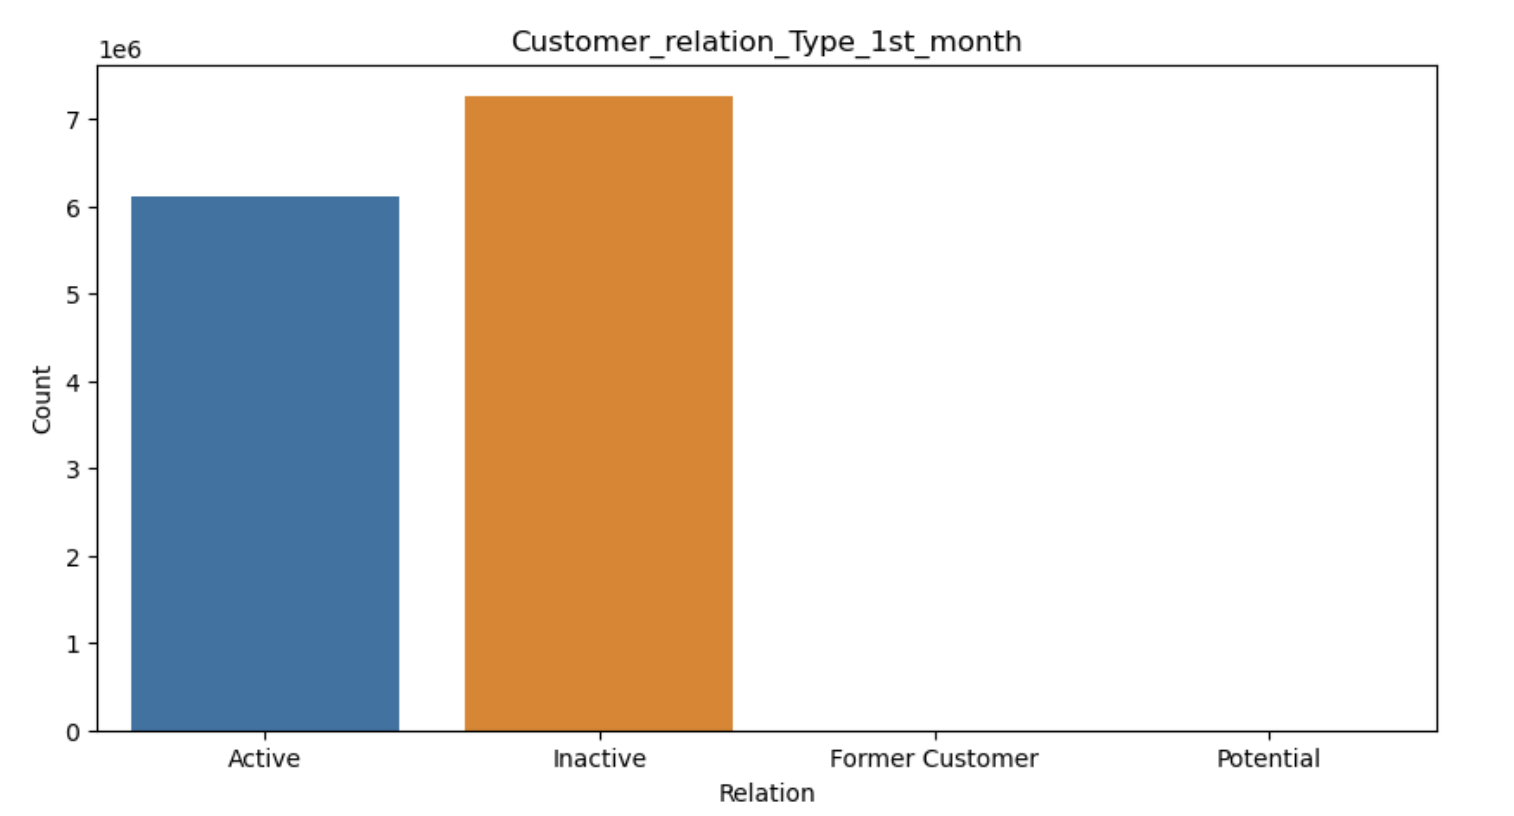 Customer_relation_Type_1st_month
1e6
7
6
5
4
3
2
1
0
Count
Active
Inactive
Former Customer
Potential
Relation